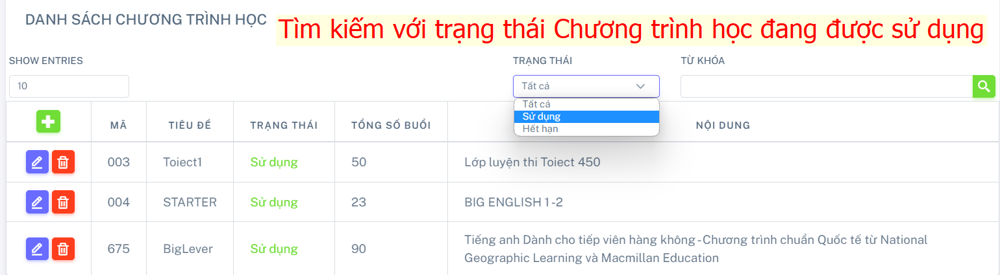 DANH SÁCH CHƯƠNG TRÌNH HỌC
Tìm kiếm với trạng thái Chương trình học đang được sử dụng
SHOW ENTRIES TRẠNG THÁI TỪ KHÓA
10 Tất cả
Tất cả
Sử dụng
Hết hạn
MÃ TIÊU ĐỀ TRẠNG THÁI TỔNG SỐ BUỔI NỘI DUNG
003 Toiect1 Sử dụng 50 Lớp luyện thi Toiect 450
004 STARTER Sử dụng 23 BIG ENGLISH 1 -2
675 BigLever Sử dụng 90 Tiếng anh Dành cho tiếp viên hàng không - Chương trình chuẩn Quốc tế từ National
Geographic Learning và Macmillan Education